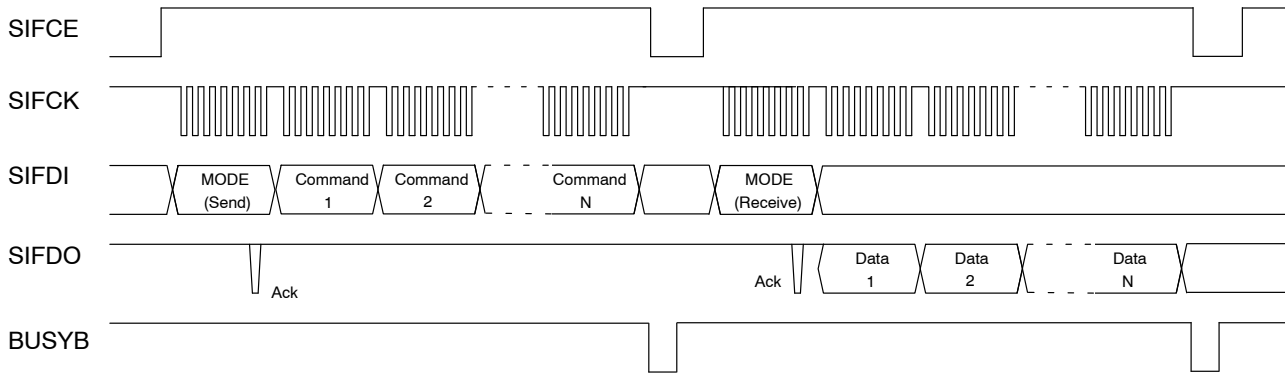 SIFCE
SIFCK
SIFDI
MODE
(Send)
Command
1
Command
2
Command
N
MODE
(Receive)
SIFDO
Ack
Ack
Data
1
Data
2
Data
N
BUSYB